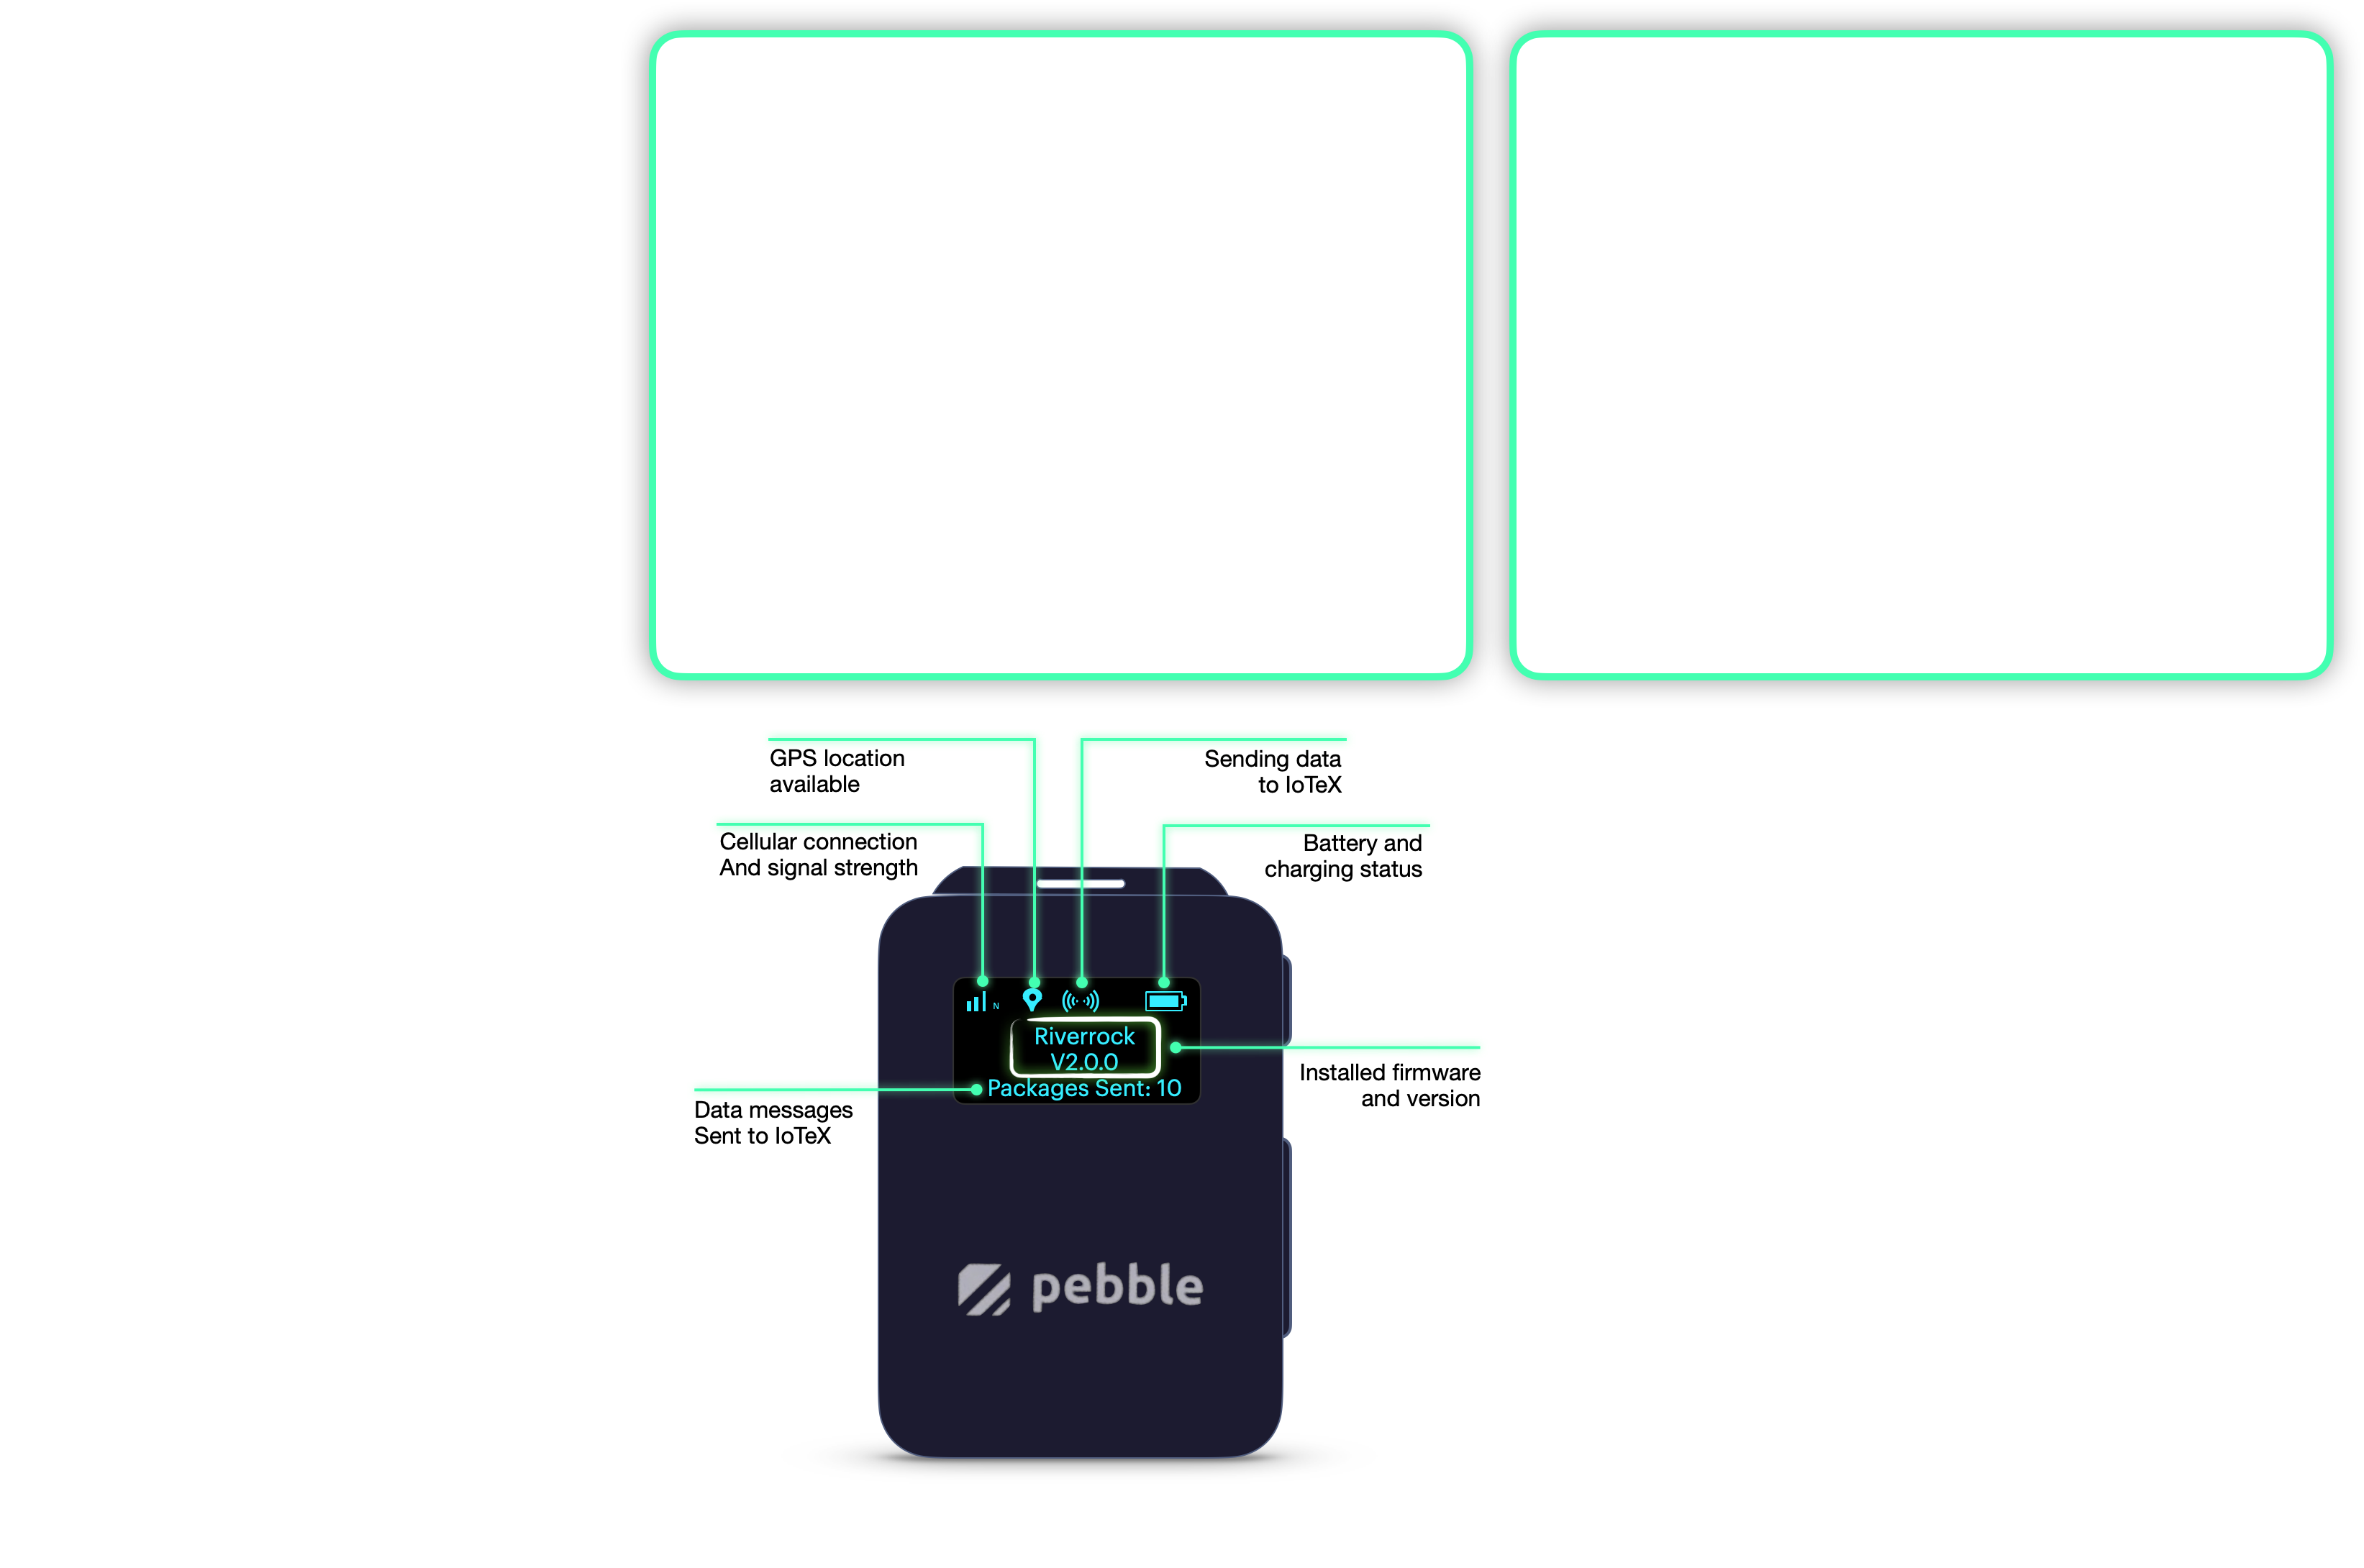 GPS location
available
Sending data
to IoTeX
Cellular connection
And signal strength
Battery and
charging status
N
Riverrock
V2.0.0
Packages Sent: 10
Installed firmware
and version
Data messages
Sent to IoTeX
pebble